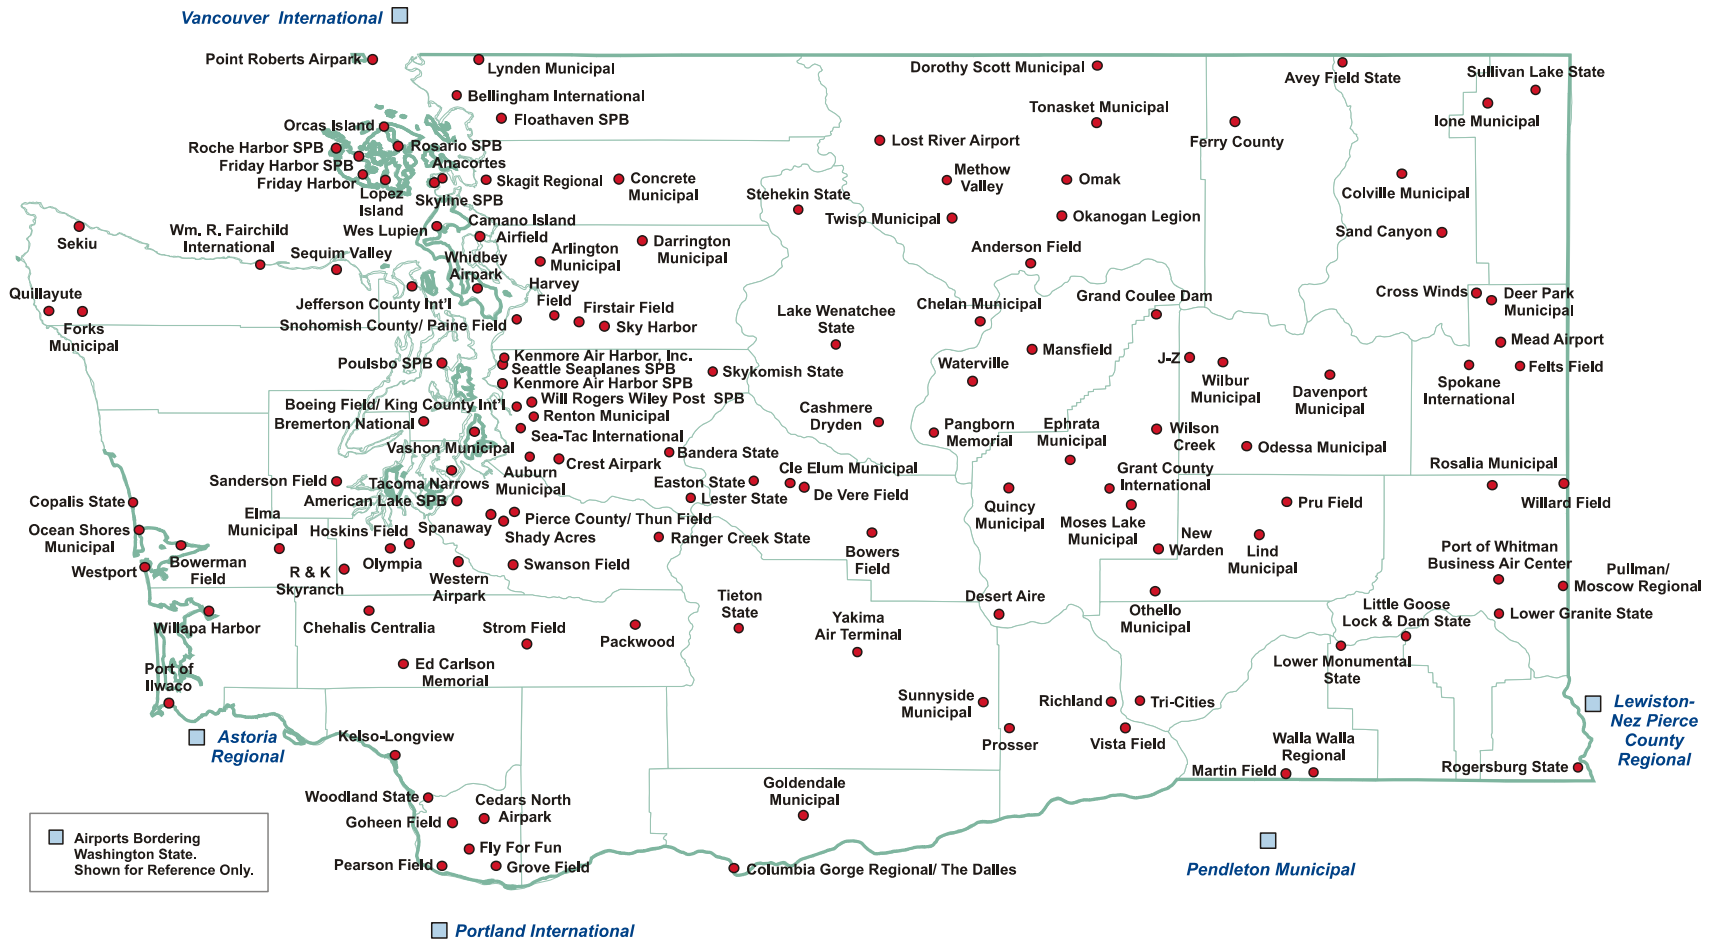 Vancouver International
Point Roberts Airpark
Lynden Municipal
Bellingham International
Floathaven SPB
Orcas Island
Roche Harbor SPB
Rosario SPB
Friday Harbor SPB
Anacortes
Friday Harbor
Lopez
Island
Skyline SPB
Skagit Regional
Concrete
Municipal
Dorothy Scott Municipal
Tonasket Municipal
Lost River Airport
Methow
Valley
Omak
Stehekin State
Twisp Municipal
Okanogan Legion
Anderson Field
Avey Field State
Sullivan Lake State
Ione Municipal
Ferry County
Colville Municipal
Sand Canyon
Sekiu
Wm. R. Fairchild
International
Sequim Valley
Wes Lupien
Camano Island
Airfield
Whidbey
Airpark
Arlington
Municipal
Darrington
Municipal
Harvey
Field
Firstair Field
Sky Harbor
Quillayute
Forks
Municipal
Jefferson County Int'l
Snohomish County/ Paine Field
Lake Wenatchee
State
Chelan Municipal
Grand Coulee Dam
Cross Winds
Deer Park
Municipal
Mead Airport
Felts Field
Spokane
International
Poulsbo SPB
Kenmore Air Harbor, Inc.
Seattle Seaplanes SPB
Kenmore Air Harbor SPB
Skykomish State
Waterville
Mansfield
J-Z
Wilbur
Municipal
Davenport
Municipal
Boeing Field/ King County Int'l
Will Rogers Wiley Post SPB
Bremerton National
Renton Municipal
Vashon Municipal
Sea-Tac International
Cashmere
Dryden
Pangborn
Memorial
Ephrata
Municipal
Wilson
Creek
Odessa Municipal
Bandera State
Auburn
Municipal
Crest Airpark
Cle Elum Municipal
Grant County
International
Rosalia Municipal
Sanderson Field
Tacoma Narrows
Easton State
Lester State
De Vere Field
Copalis State
American Lake SPB
Quincy
Municipal
Moses Lake
Municipal
Pru Field
Willard Field
Ocean Shores
Municipal
Elma
Municipal
Hoskins Field
Spanaway
Pierce County/ Thun Field
Shady Acres
Ranger Creek State
Bowers
Field
New
Warden
Lind
Municipal
Port of Whitman
Business Air Center
Pullman/
Moscow Regional
Westport
Bowerman
Field
R & K
Skyranch
Olympia
Western
Airpark
Swanson Field
Tieton
State
Desert Aire
Othello
Municipal
Little Goose
Lock & Dam State
Lower Granite State
Willapa Harbor
Chehalis Centralia
Strom Field
Packwood
Yakima
Air Terminal
Lower Monumental
State
Port of
Ilwaco
Ed Carlson
Memorial
Sunnyside
Municipal
Richland
Tri-Cities
Prosser
Vista Field
Walla Walla
Regional
Martin Field
Rogersburg State
Lewiston-
Nez Pierce
County
Regional
Astoria
Regional
Kelso-Longview
Woodland State
Cedars North
Airpark
Goheen Field
Goldendale
Municipal
Fly For Fun
Pearson Field
Grove Field
Columbia Gorge Regional/ The Dalles
Pendleton Municipal
Airports Bordering
Washington State.
Shown for Reference Only.
Portland International